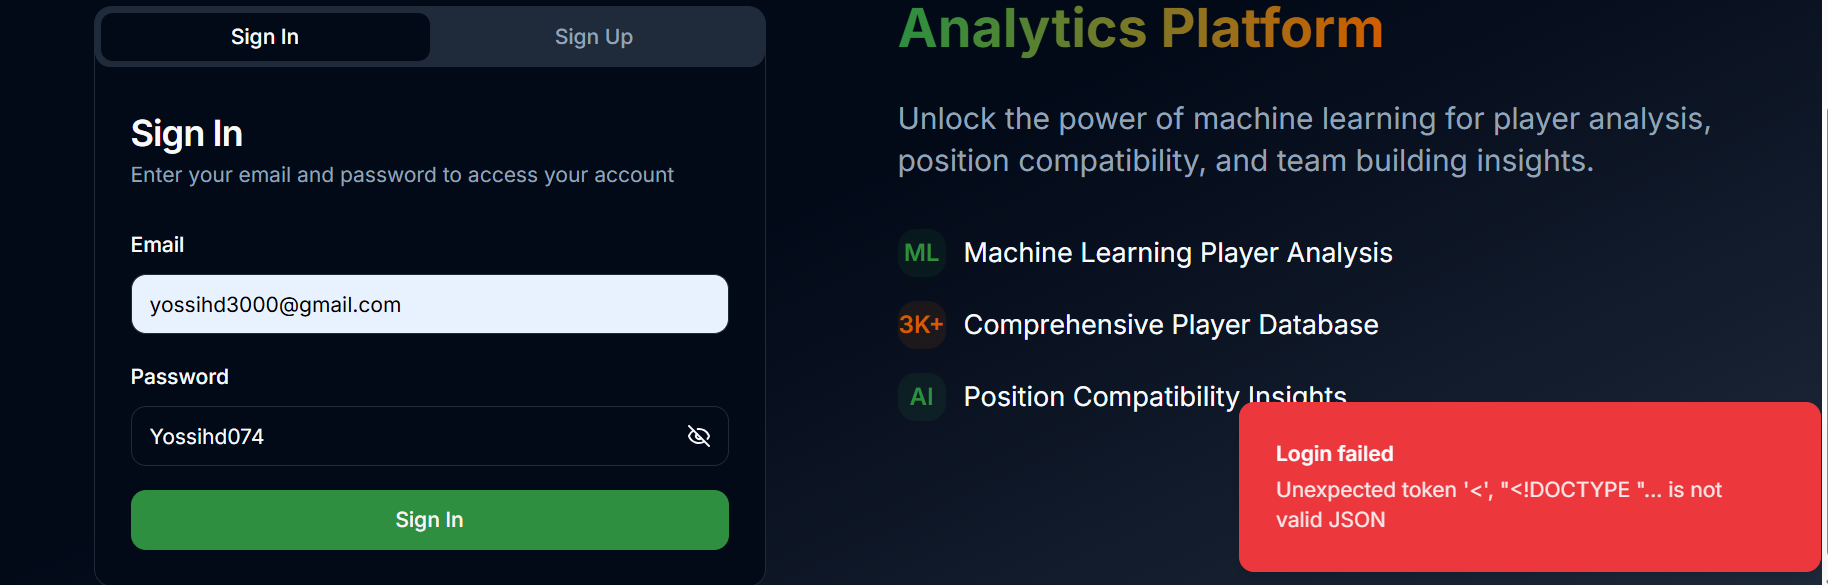 Sign In
Sign Up
Sign In
Enter your email and password to access your account
Email
yossihd3000@gmail.com
Password
Yossihd074
Sign In
Analytics Platform
Unlock the power of machine learning for player analysis,
position compatibility, and team building insights.
ML Machine Learning Player Analysis
3K+ Comprehensive Player Database
AI Position Compatibility Insights
Login failed
Unexpected token '<', "<!DOCTYPE "... is not
valid JSON